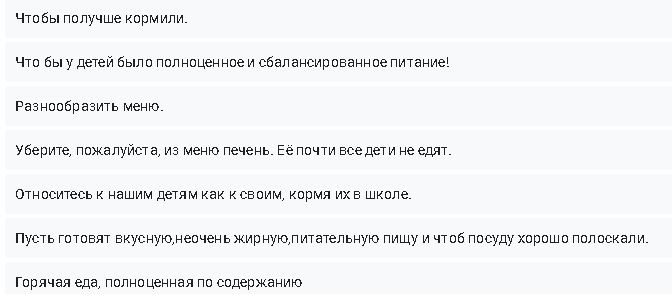 Чтобы получше кормили.
Что бы у детей было полноценное и сбалансированное питание!
Разнообразить меню.
Уберите, пожалуйста, из меню печень. Её почти все дети не едят.
Относитесь к нашим детям как к своим, кормя их в школе.
Пусть готовят вкусную,неочень жирную,питательную пищу и чтоб посуду хорошо полоскали.
Горячая еда, полноценная по содержанию